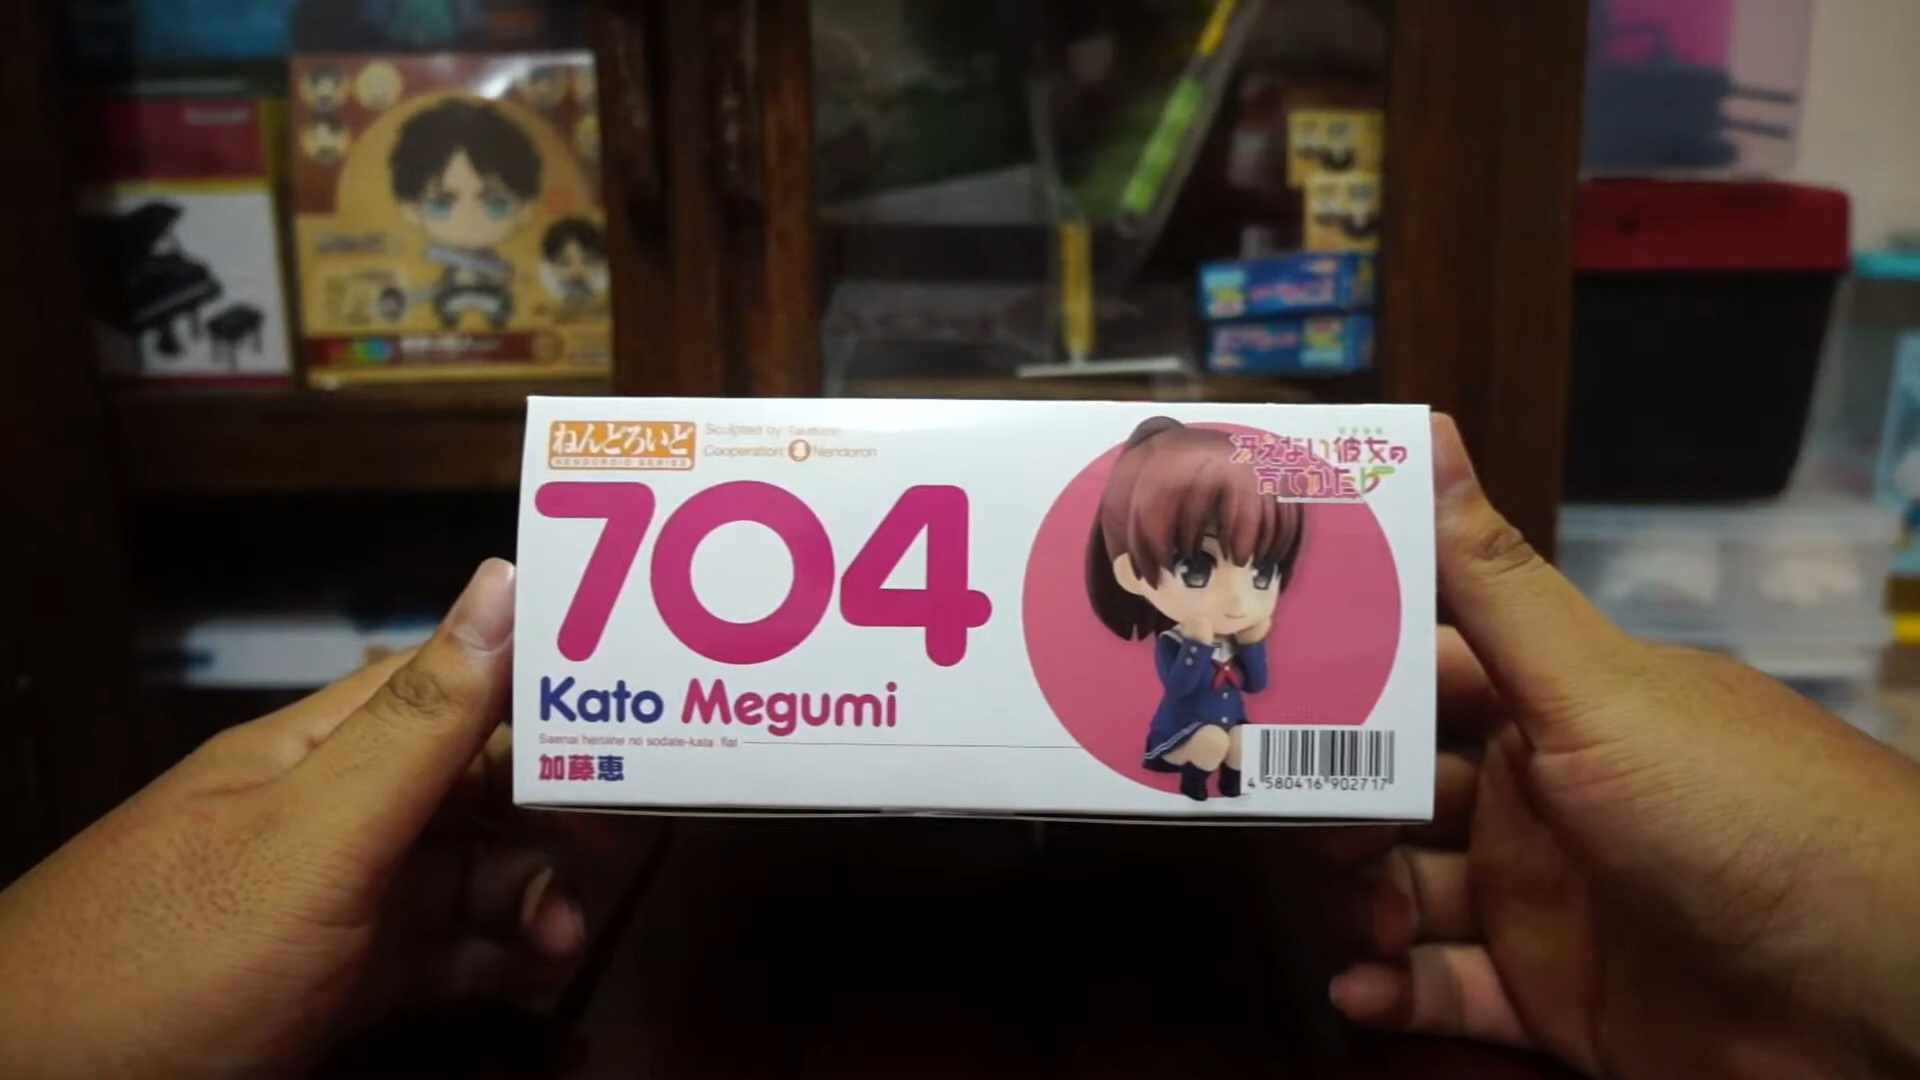 ねんどろいど
NENDOROID SERIES
Sculpted by
Cooperation: Nendoron
冴えない彼女の
育てかた♭
704
Kato Megumi
Saenai heroine no sodate-kata flat
加藤恵
4 580416 902717